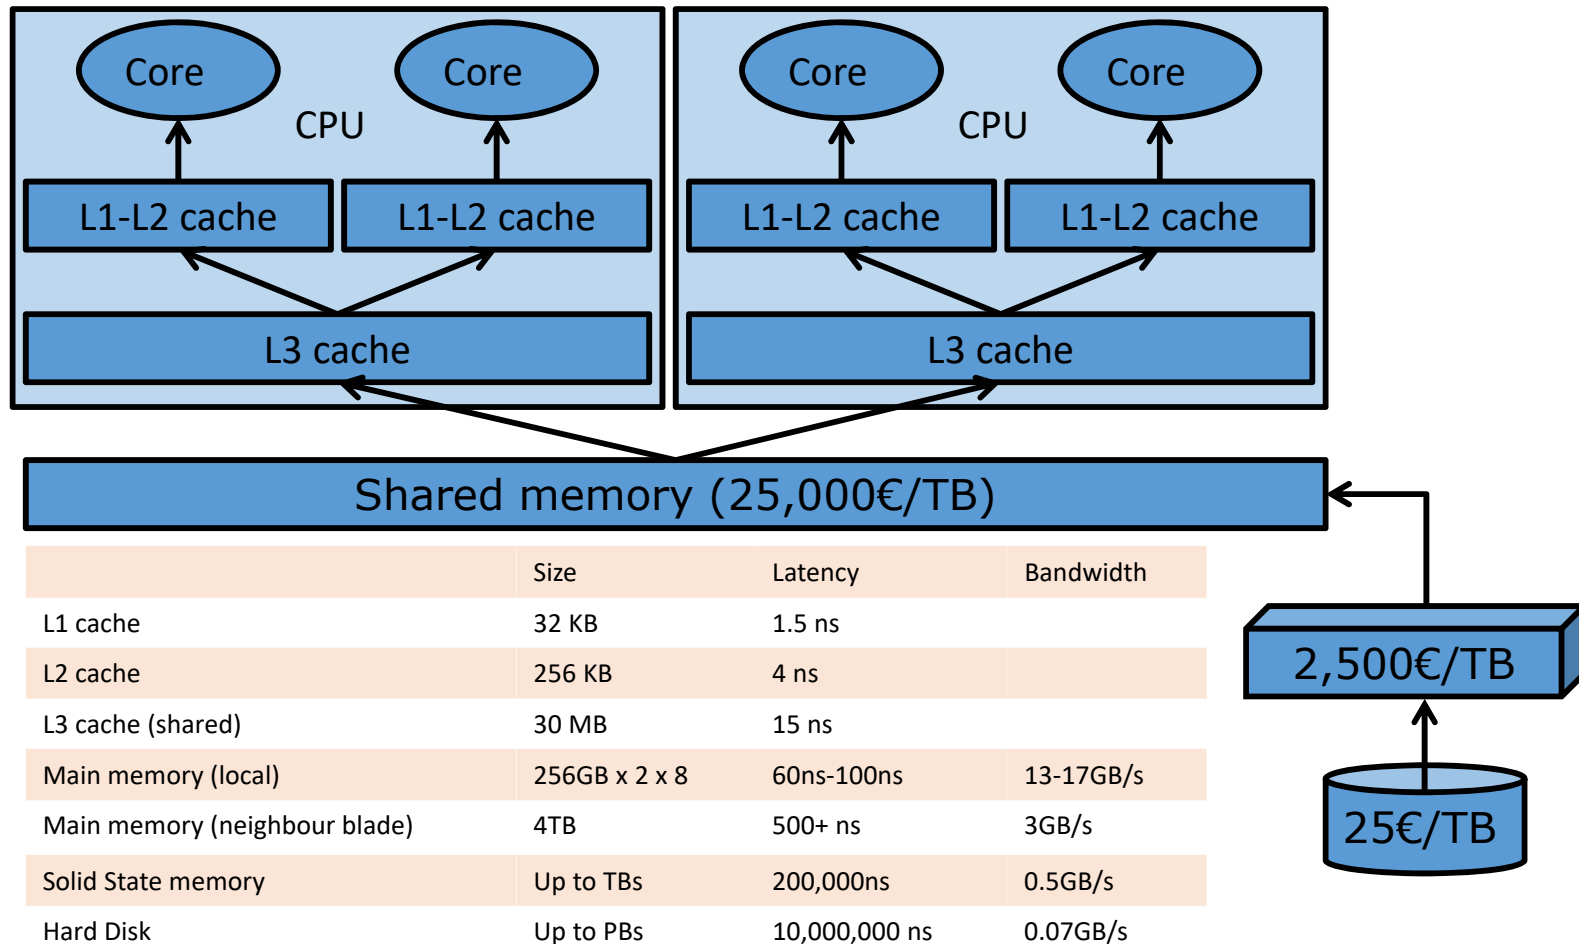 Core Core Core Core
CPU CPU
L1-L2 cache L1-L2 cache L1-L2 cache L1-L2 cache
L3 cache L3 cache
Shared memory (25,000€/TB)
Size Latency Bandwidth
L1 cache 32 KB 1.5 ns
L2 cache 256 KB 4 ns
L3 cache (shared) 30 MB 15 ns
Main memory (local) 256GB x 2 x 8 60ns-100ns 13-17GB/s
Main memory (neighbour blade) 4TB 500+ ns 3GB/s
Solid State memory Up to TBs 200,000ns 0.5GB/s
Hard Disk Up to PBs 10,000,000 ns 0.07GB/s
2,500€/TB
25€/TB